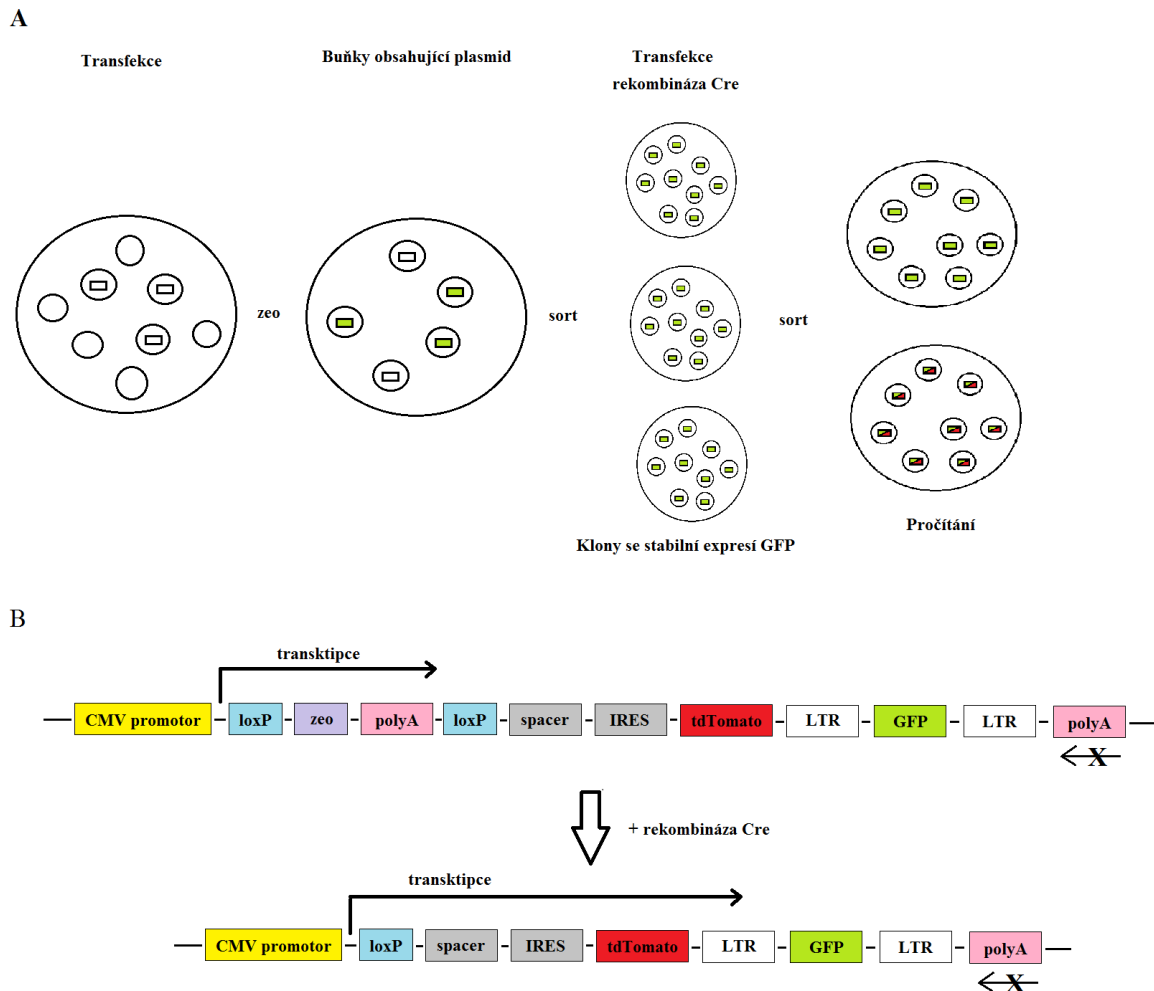 A
Transfekce
Buňky obsahující plasmid
Transfekce
rekombináza Cre
zeo
sort
sort
Klony se stabilní expresí GFP
Pročítání
B
transktipce
CMV promotor
loxP
zeo
polyA
loxP
spacer
IRES
tdTomato
LTR
GFP
LTR
polyA
X
+ rekombináza Cre
transktipce
CMV promotor
loxP
spacer
IRES
tdTomato
LTR
GFP
LTR
polyA
X